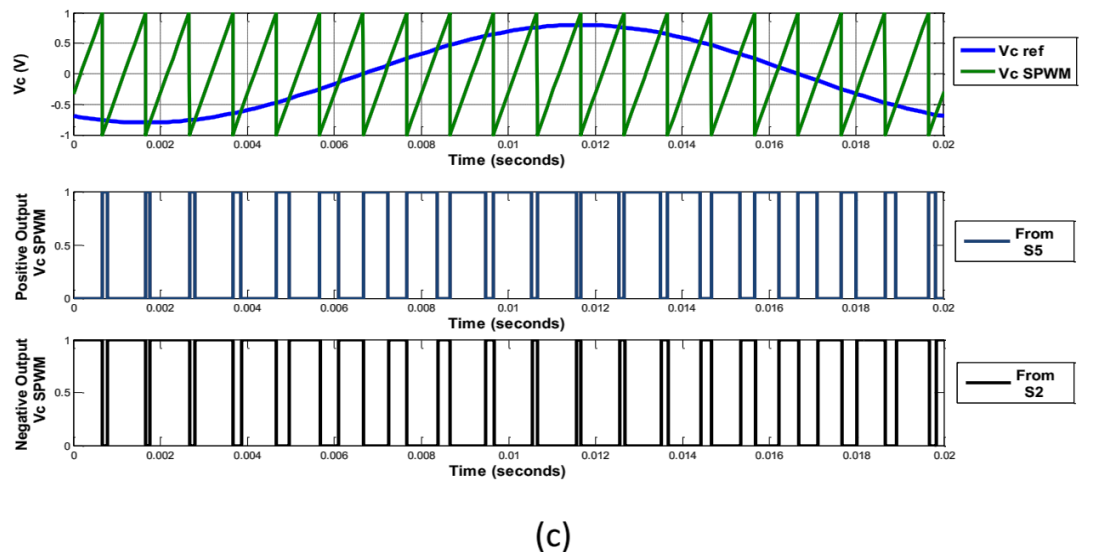 1
0.5
0
-0.5
-1
Vc (V)
0 0.002 0.004 0.006 0.008 0.01 0.012 0.014 0.016 0.018 0.02
Time (seconds)
Vc ref
Vc SPWM
1
0.5
0
Positive Output
Vc SPWM
0 0.002 0.004 0.006 0.008 0.01 0.012 0.014 0.016 0.018 0.02
Time (seconds)
From
S5
1
0.5
0
Negative Output
Vc SPWM
0 0.002 0.004 0.006 0.008 0.01 0.012 0.014 0.016 0.018 0.02
Time (seconds)
From
S2
(c)